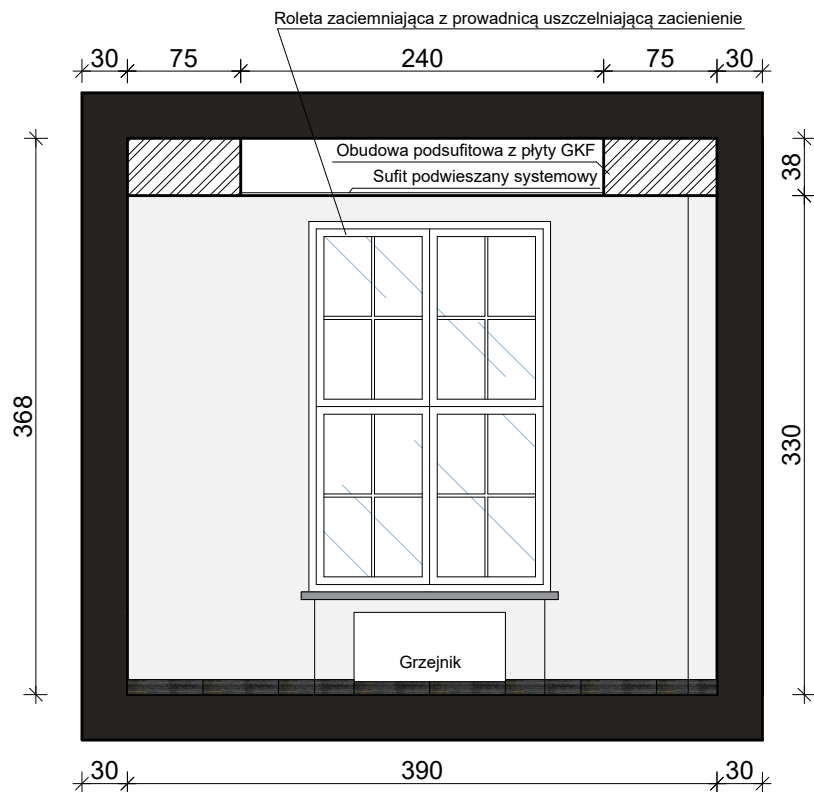 Roleta zaciemniająca z prowadnicą uszczelniającą zacienienie
30 75 240 75 30
Obudowa podsufitowa z płyty GKF
Sufit podwieszany systemowy
38
368
330
Grzejnik
30 390 30